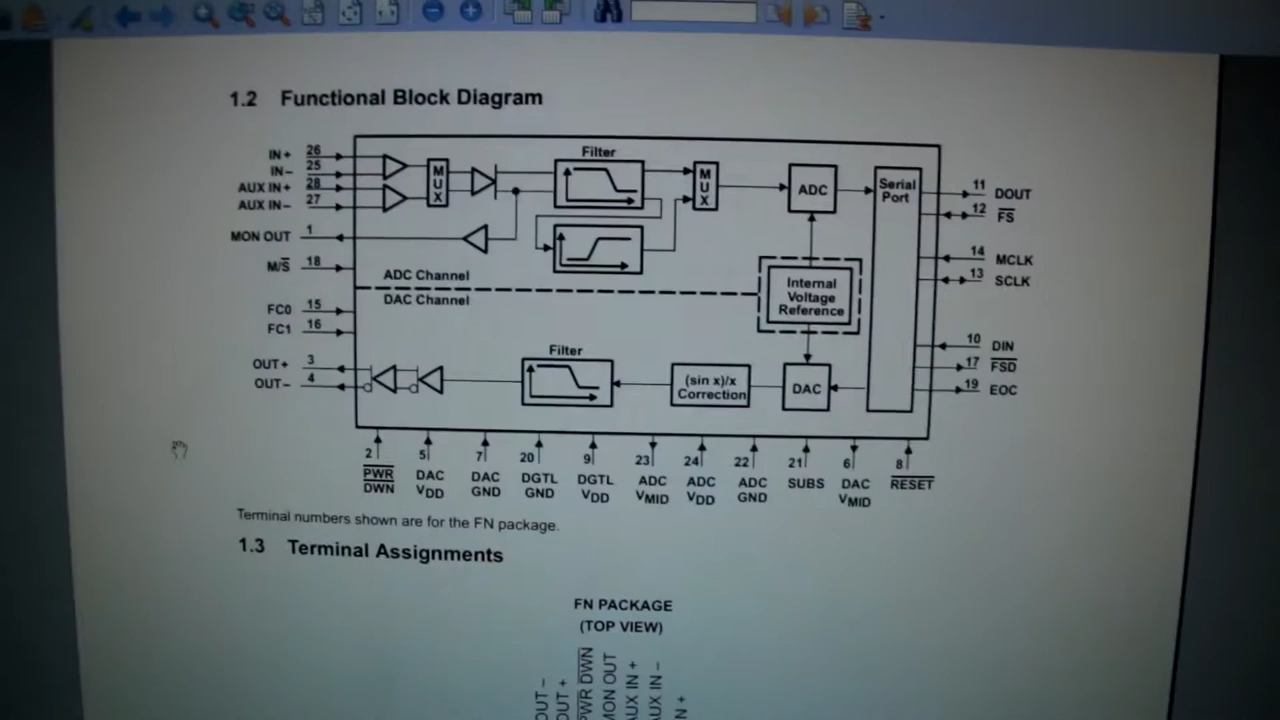 1.2 Functional Block Diagram
Filter
IN+ 26
IN− 25
AUX IN+ 28
AUX IN− 27
MUX
MUX
ADC
Serial
Port
11 DOUT
12 FS
MON OUT 1
M/S 18
14 MCLK
13 SCLK
ADC Channel
DAC Channel
Internal
Voltage
Reference
FC0 15
FC1 16
10 DIN
17 FSD
19 EOC
OUT+ 3
OUT− 4
Filter
(sin x)/x
Correction
DAC
2 5 7 20 9 23 24 22 21 6 8
PWR DAC DAC DGTL DGTL ADC ADC ADC SUBS DAC RESET
DWN VDD GND GND VDD VMID VDD GND VMID
Terminal numbers shown are for the FN package.
1.3 Terminal Assignments
FN PACKAGE
(TOP VIEW)
OUT−
OUT+
PWR DWN
MON OUT
AUX IN+
AUX IN−
IN+